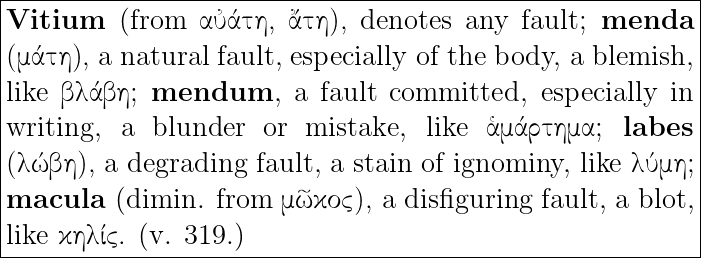 Vitium (from αὐάτη, ἄτη), denotes any fault; menda
(μάτη), a natural fault, especially of the body, a blemish,
like βλάβη; mendum, a fault committed, especially in
writing, a blunder or mistake, like ἁμάρτημα; labes
(λώβη), a degrading fault, a stain of ignominy, like λύμη;
macula (dimin. from μῶκος), a disfiguring fault, a blot,
like κηλίς. (v. 319.)